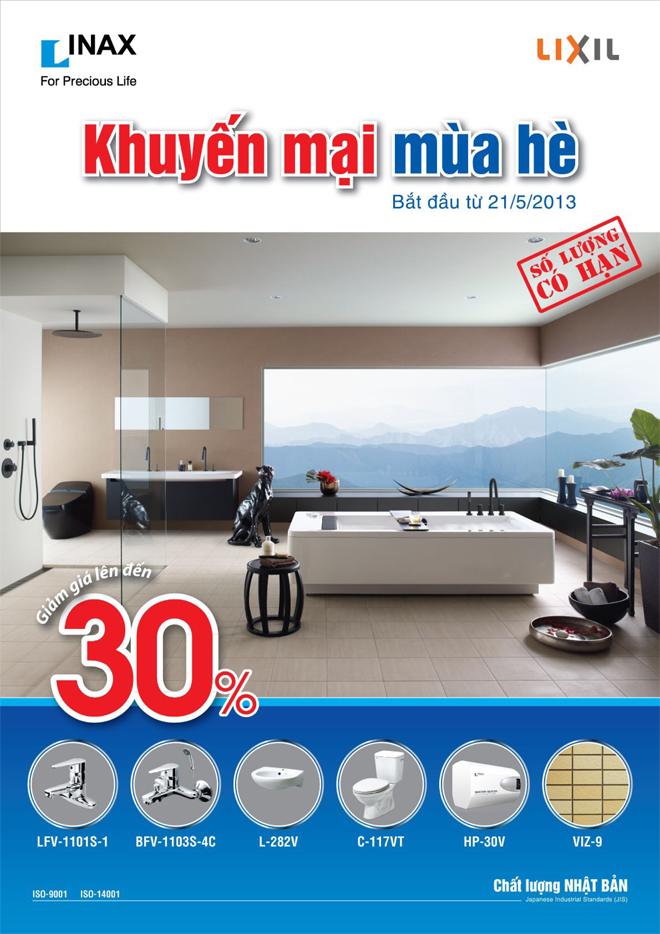 INAX
For Precious Life
LIXIL
Khuyến mại mùa hè
Bắt đầu từ 21/5/2013
SỐ LƯỢNG
CÓ HẠN
Giảm giá lên đến
30%
INAX
LFV-1101S-1 BFV-1103S-4C L-282V C-117VT HP-30V VIZ-9
Chất lượng NHẬT BẢN
ISO-9001 ISO-14001
Japanese Industrial Standards (JIS)